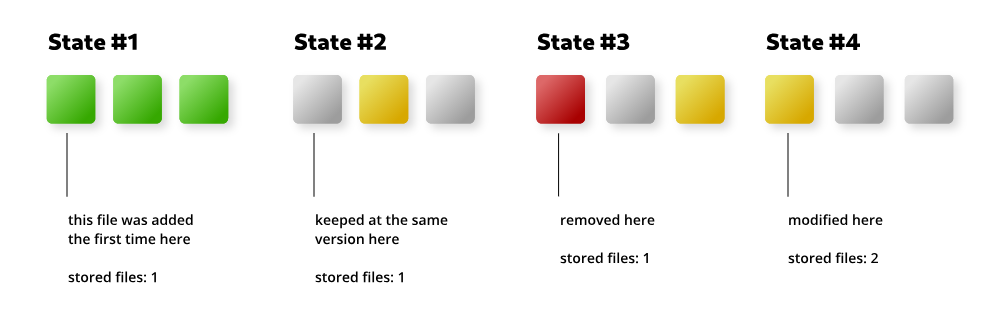 State #1
State #2
State #3
State #4
this file was added
the first time here
stored files: 1
keeped at the same
version here
stored files: 1
removed here
stored files: 1
modified here
stored files: 2